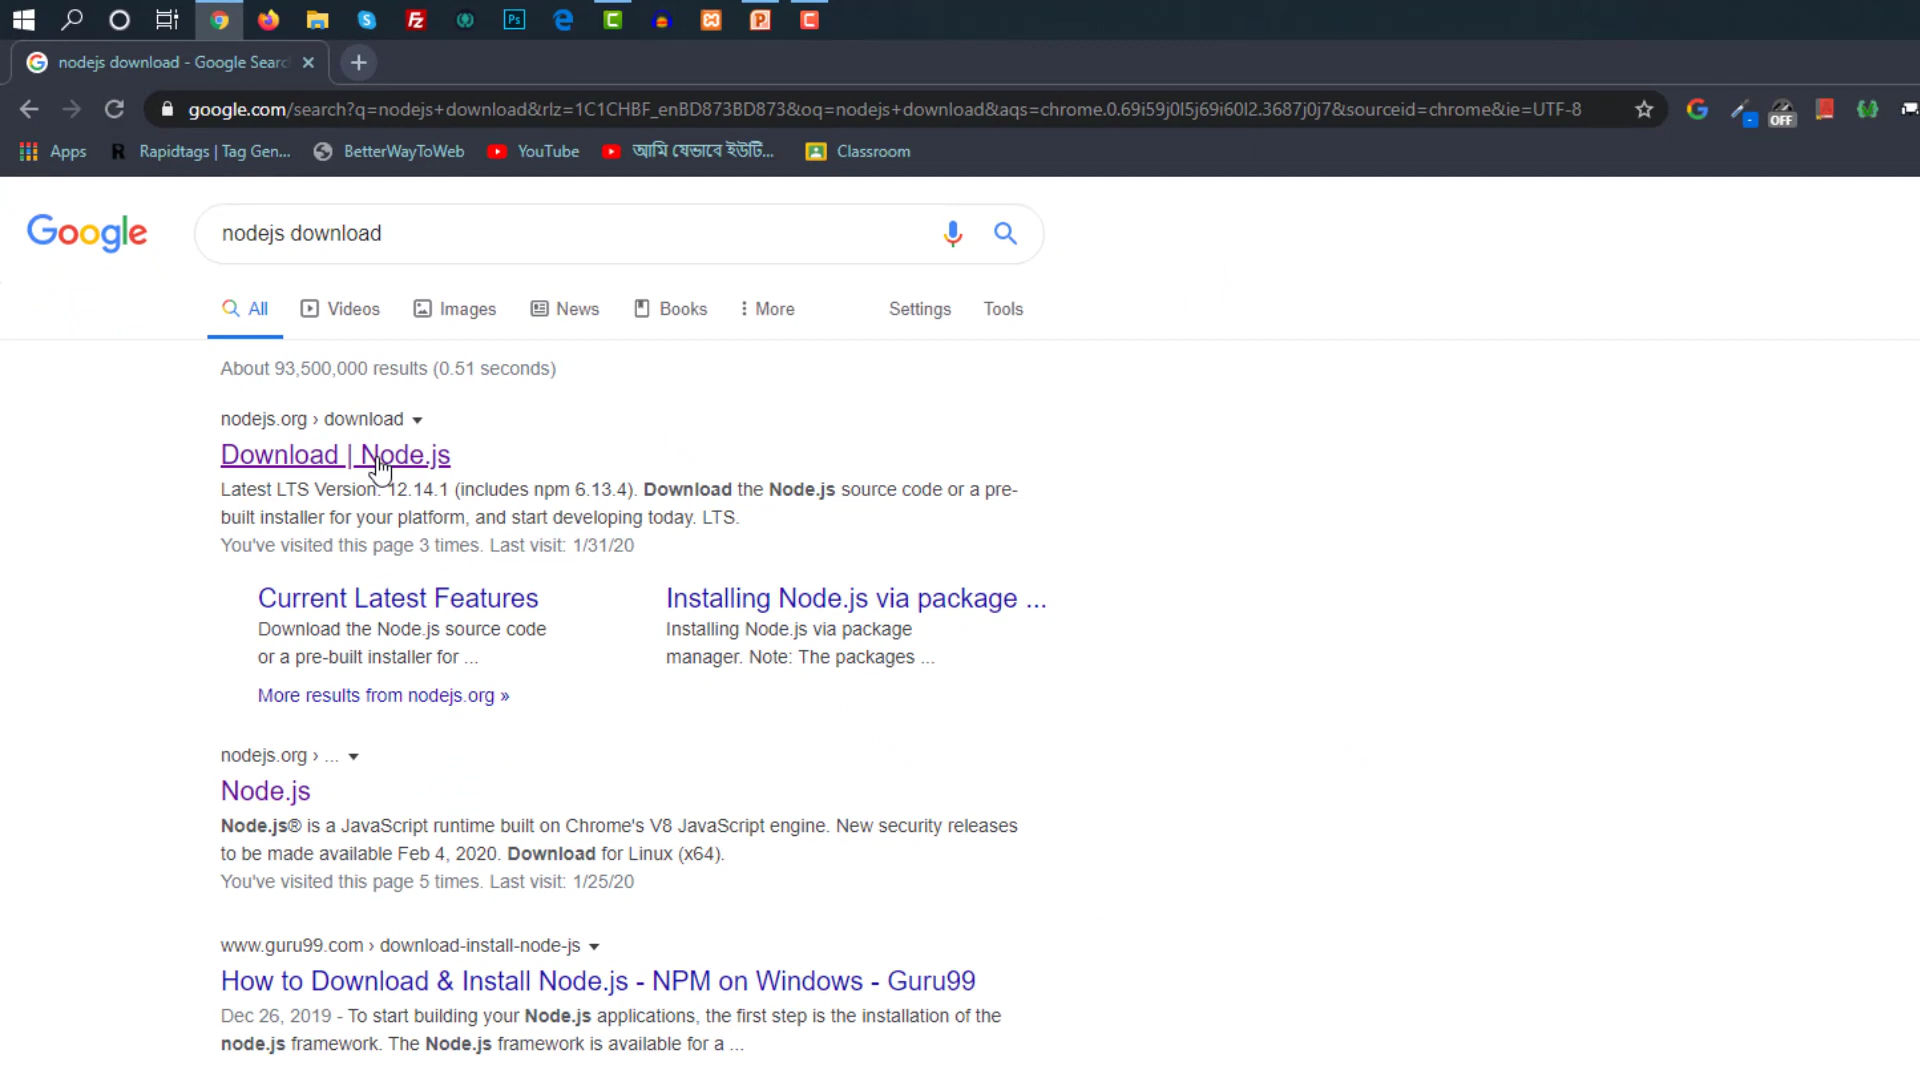 Fz
Ps
C
P
C
nodejs download - Google Searc
google.com/search?q=nodejs+download&rlz=1C1CHBF_enBD873BD873&oq=nodejs+download&aqs=chrome.0.69i59j0l5j69i60l2.3687j0j7&sourceid=chrome&ie=UTF-8
OFF
Apps R Rapidtags | Tag Gen... BetterWayToWeb YouTube আমি যেভাবে ইউটি... Classroom
Google
nodejs download
All Videos Images News Books More Settings Tools
About 93,500,000 results (0.51 seconds)
nodejs.org › download
Download | Node.js
Latest LTS Version: 12.14.1 (includes npm 6.13.4). Download the Node.js source code or a pre-
built installer for your platform, and start developing today. LTS.
You've visited this page 3 times. Last visit: 1/31/20
Current Latest Features
Download the Node.js source code
or a pre-built installer for ...
Installing Node.js via package ...
Installing Node.js via package
manager. Note: The packages ...
More results from nodejs.org »
nodejs.org › ...
Node.js
Node.js® is a JavaScript runtime built on Chrome's V8 JavaScript engine. New security releases
to be made available Feb 4, 2020. Download for Linux (x64).
You've visited this page 5 times. Last visit: 1/25/20
www.guru99.com › download-install-node-js
How to Download & Install Node.js - NPM on Windows - Guru99
Dec 26, 2019 - To start building your Node.js applications, the first step is the installation of the
node.js framework. The Node.js framework is available for a ...